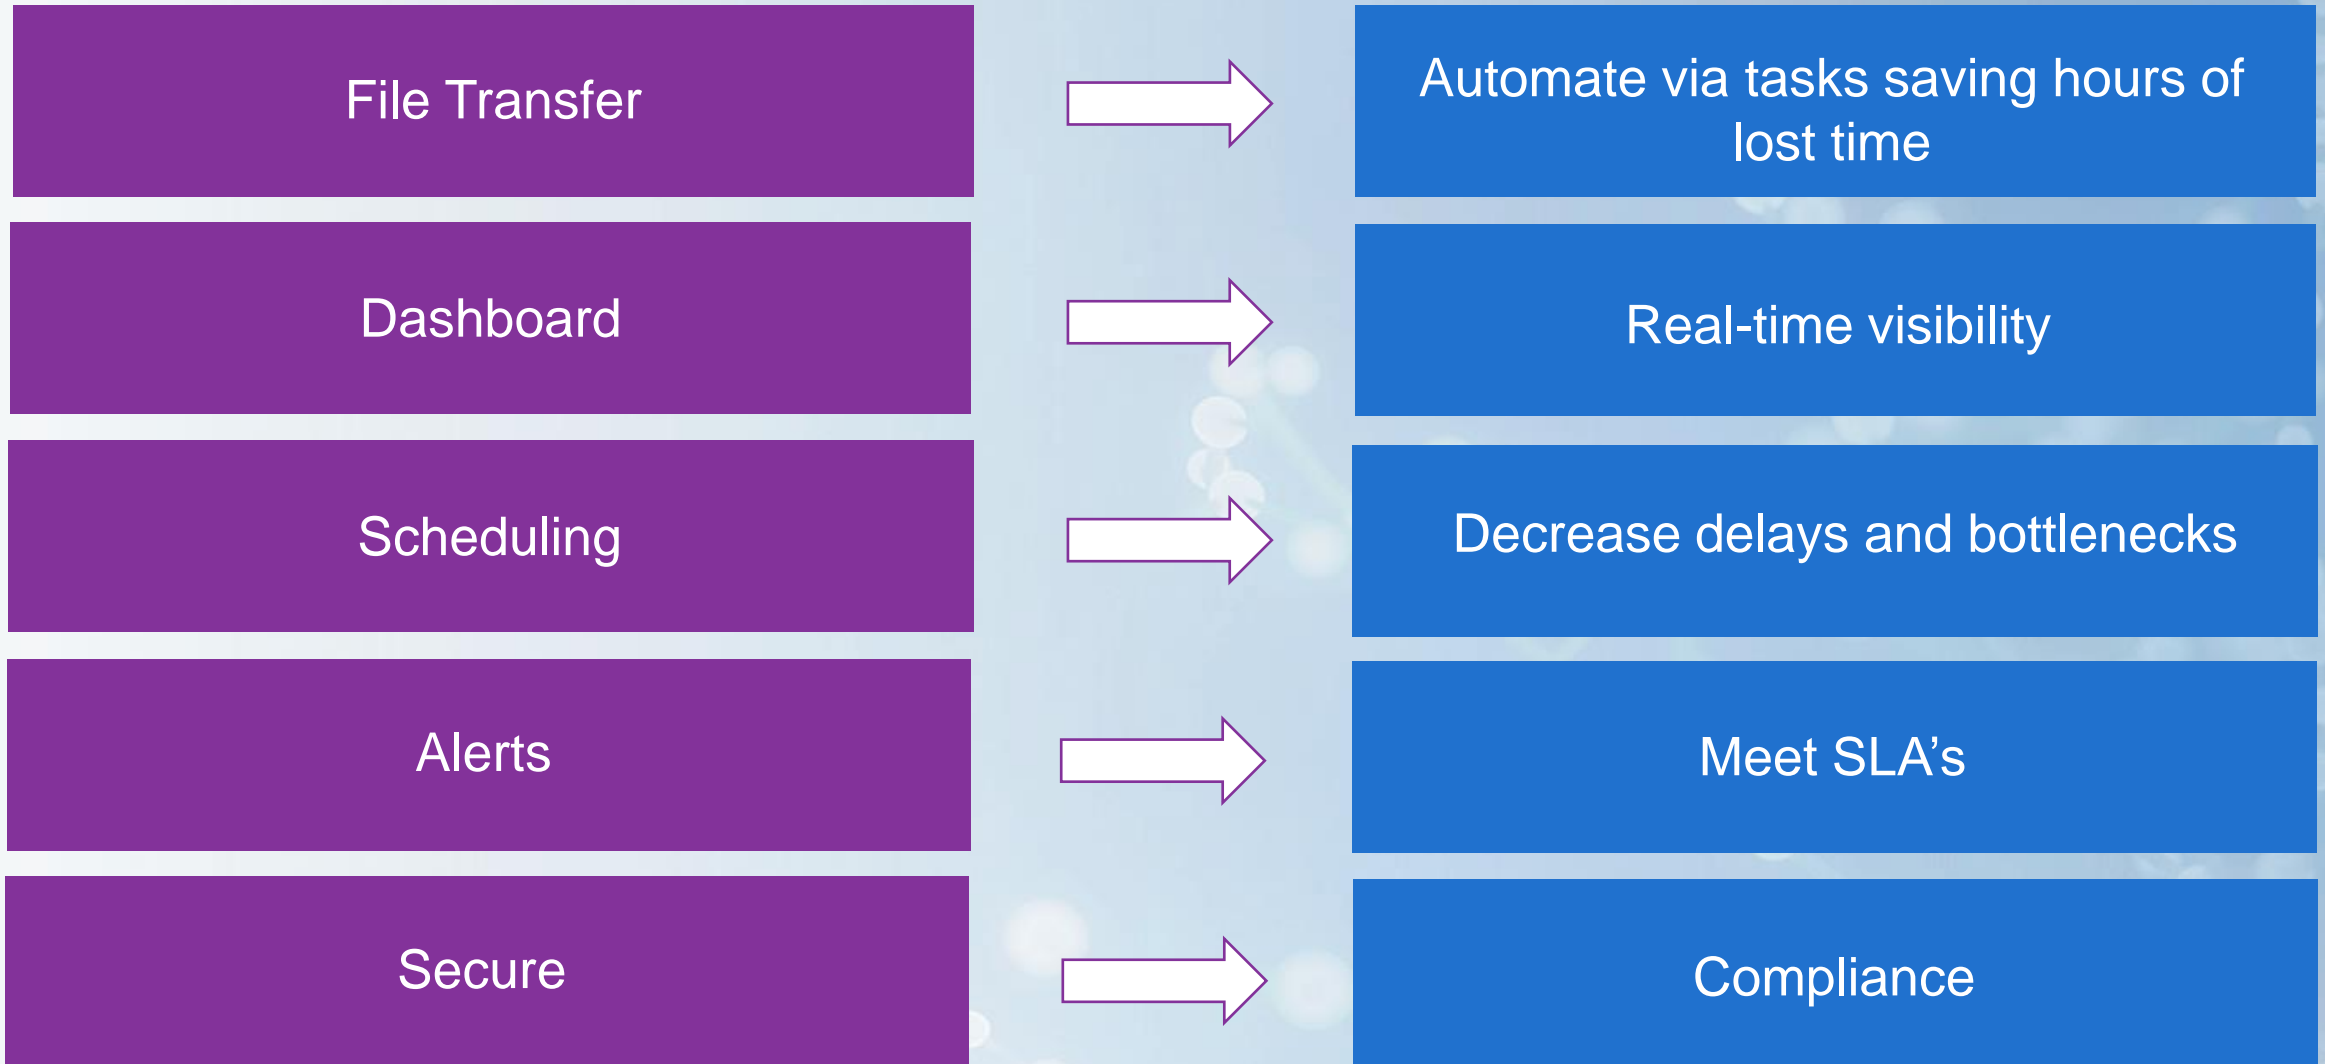 File Transfer
Automate via tasks saving hours of
lost time
Dashboard
Real-time visibility
Scheduling
Decrease delays and bottlenecks
Alerts
Meet SLA’s
Secure
Compliance